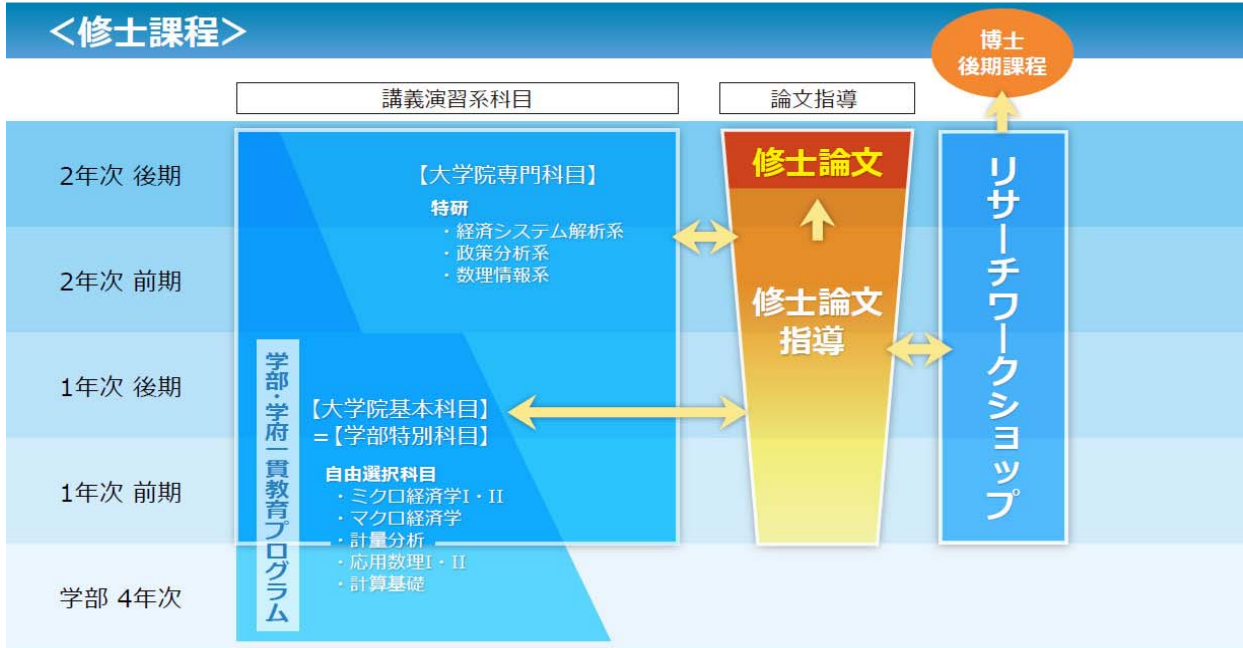 ＜修士課程＞
博士
後期課程
講義演習系科目
論文指導
2年次 後期
2年次 前期
1年次 後期
1年次 前期
学部 4年次
【大学院専門科目】
特研
・経済システム解析系
・政策分析系
・数理情報系
学部・学府一貫教育プログラム
【大学院基本科目】
=【学部特別科目】
自由選択科目
・ミクロ経済学I・II
・マクロ経済学
・計量分析
・応用数理I・II
・計算基礎
修士論文
修士論文
指導
リサーチワークショップ